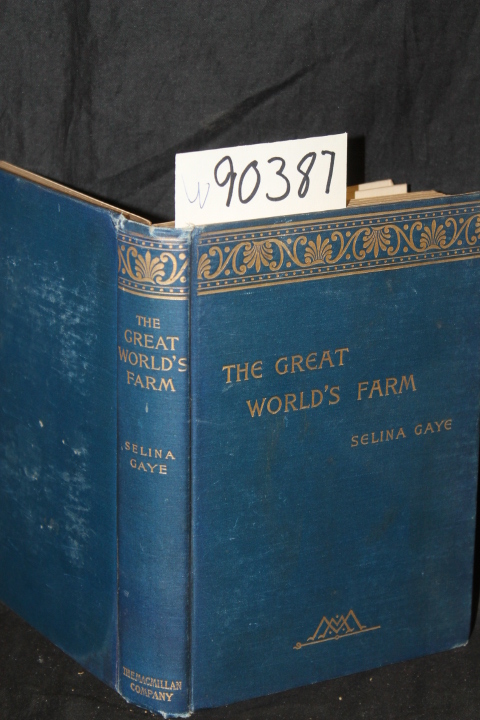 W90387
THE
GREAT
WORLD'S
FARM
SELINA
GAYE
THE MACMILLAN
COMPANY
THE GREAT
WORLD'S FARM
SELINA GAYE